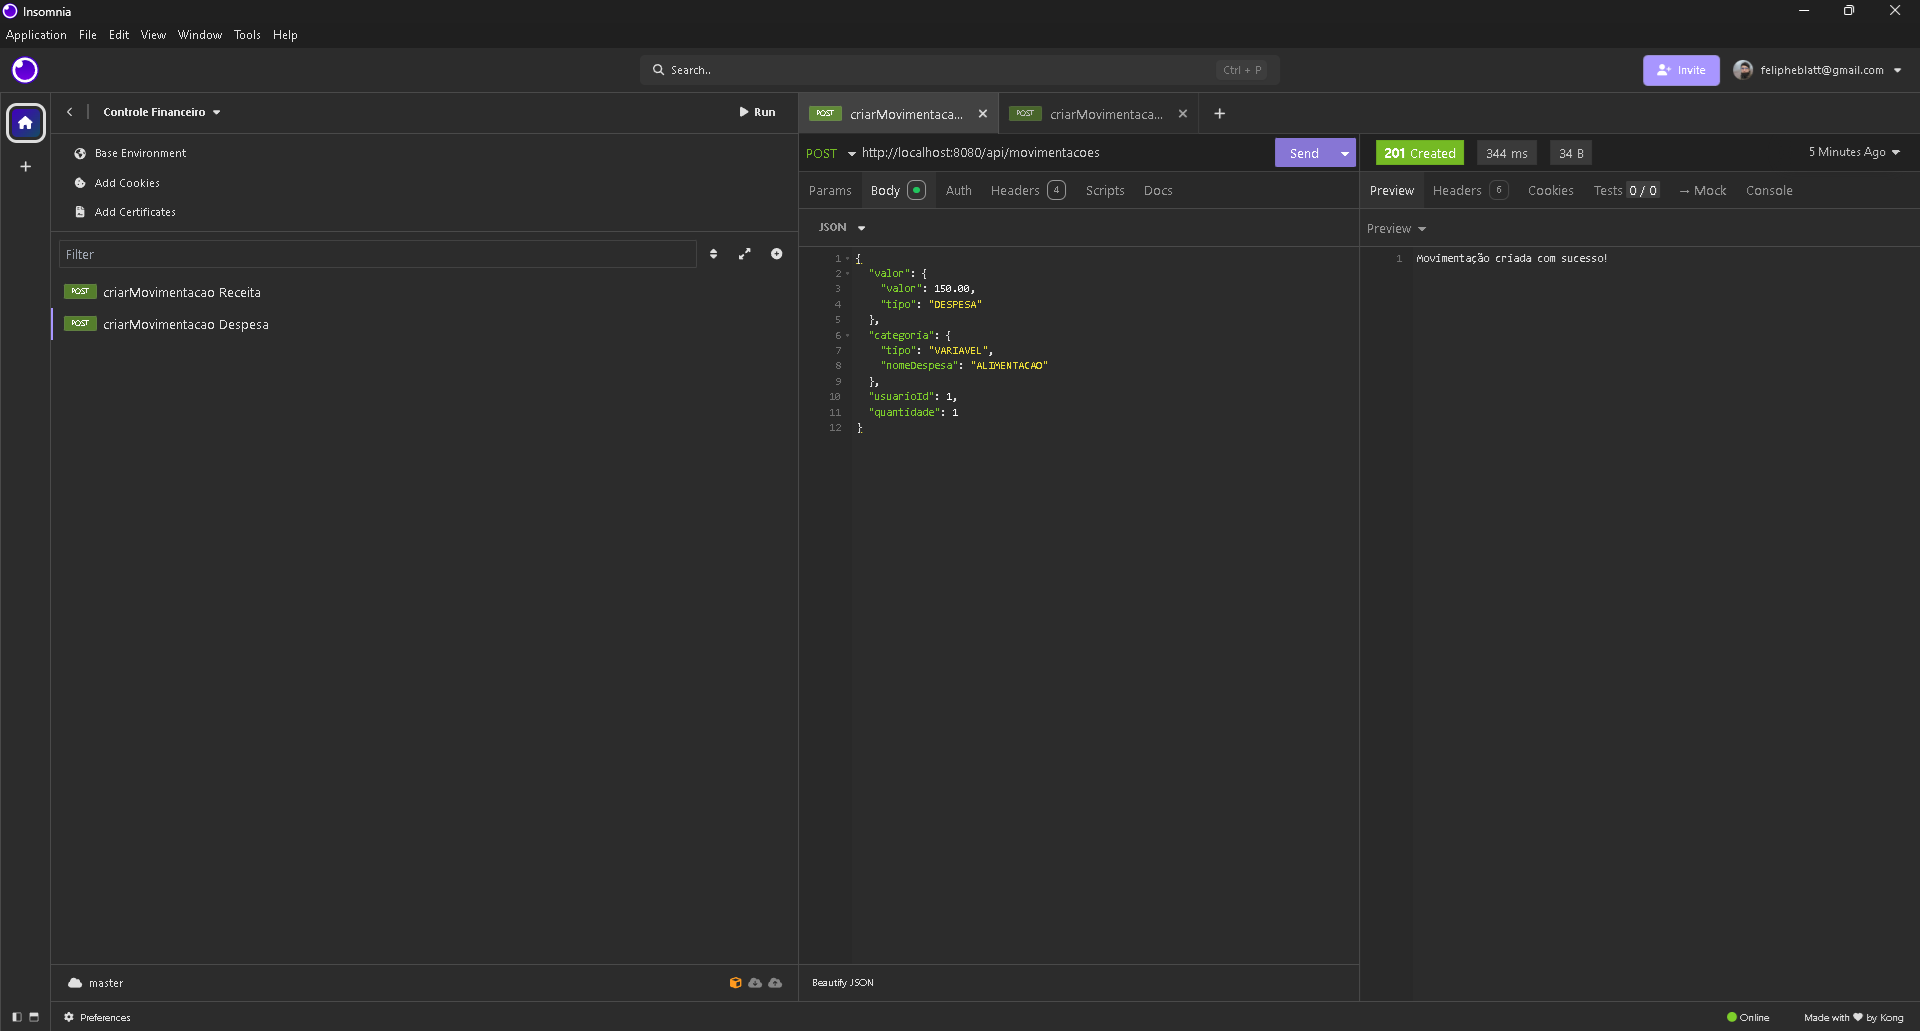 Insomnia
Application File Edit View Window Tools Help
Search.. Ctrl + P
Invite
felipheblatt@gmail.com
Controle Financeiro
Run
Base Environment
Add Cookies
Add Certificates
Filter
POST criarMovimentacao Receita
POST criarMovimentacao Despesa
master
Preferences
POST criarMovimentaca...
POST criarMovimentaca...
POST http://localhost:8080/api/movimentacoes
Send
Params Body Auth Headers 4 Scripts Docs
JSON
1 {
2 "valor": {
3 "valor": 150.00,
4 "tipo": "DESPESA"
5 },
6 "categoria": {
7 "tipo": "VARIAVEL",
8 "nomeDespesa": "ALIMENTACAO"
9 },
10 "usuarioId": 1,
11 "quantidade": 1
12 }
Beautify JSON
201 Created 344 ms 34 B
5 Minutes Ago
Preview Headers 6 Cookies Tests 0 / 0 → Mock Console
Preview
1 Movimentação criada com sucesso!
Online
Made with ♥ by Kong